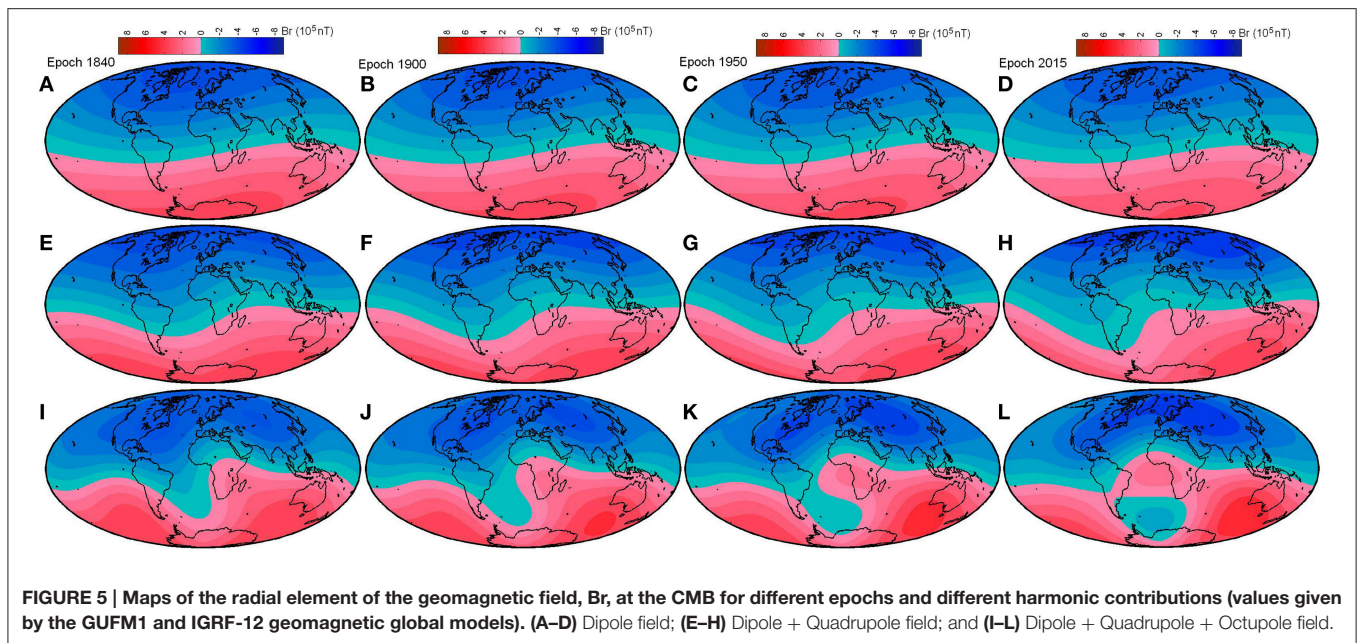 8 6 4 2 0 -2 -4 -6 -8 Br (10⁵nT)
8 6 4 2 0 -2 -4 -6 -8 Br (10⁵nT)
8 6 4 2 0 -2 -4 -6 -8 Br (10⁵nT)
8 6 4 2 0 -2 -4 -6 -8 Br (10⁵nT)
Epoch 1840
Epoch 1900
Epoch 1950
Epoch 2015
A B C D
E F G H
I J K L
FIGURE 5 | Maps of the radial element of the geomagnetic field, Br, at the CMB for different epochs and different harmonic contributions (values given
by the GUFM1 and IGRF-12 geomagnetic global models). (A–D) Dipole field; (E–H) Dipole + Quadrupole field; and (I–L) Dipole + Quadrupole + Octupole field.